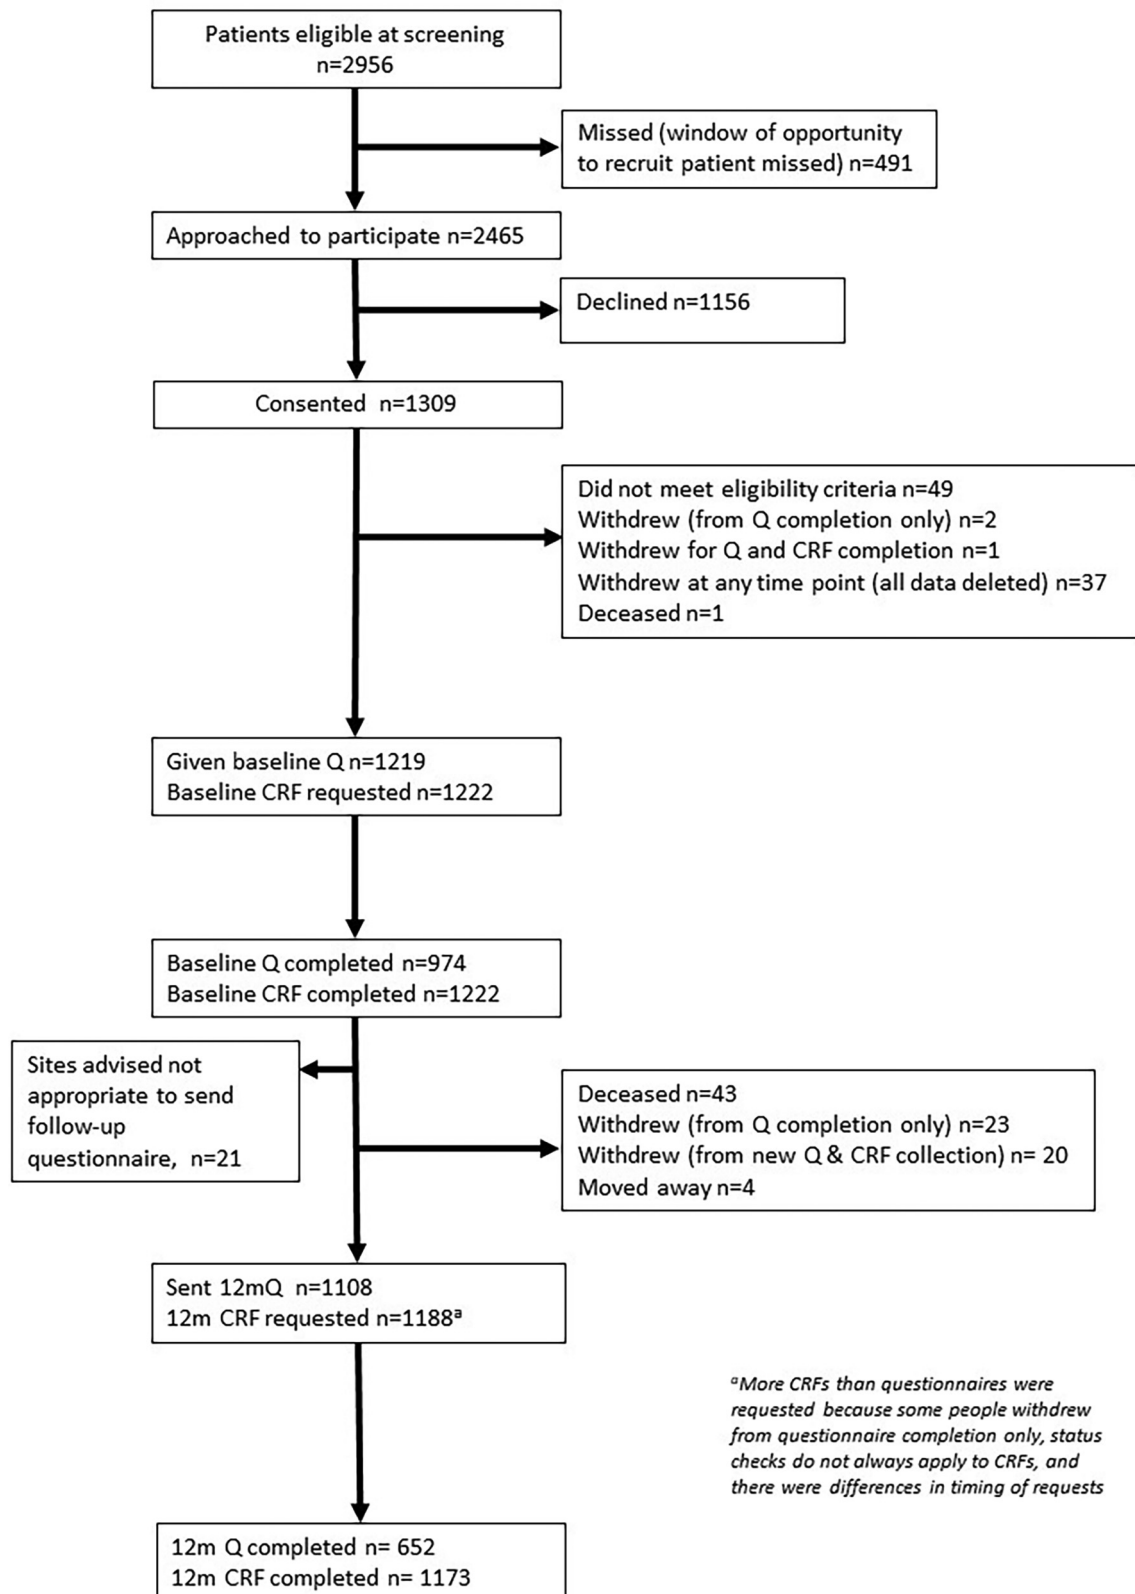 Patients eligible at screening
n=2956
Missed (window of opportunity
to recruit patient missed) n=491
Approached to participate n=2465
Declined n=1156
Consented n=1309
Did not meet eligibility criteria n=49
Withdrew (from Q completion only) n=2
Withdrew for Q and CRF completion n=1
Withdrew at any time point (all data deleted) n=37
Deceased n=1
Given baseline Q n=1219
Baseline CRF requested n=1222
Baseline Q completed n=974
Baseline CRF completed n=1222
Sites advised not
appropriate to send
follow-up
questionnaire, n=21
Deceased n=43
Withdrew (from Q completion only) n=23
Withdrew (from new Q & CRF collection) n= 20
Moved away n=4
Sent 12mQ n=1108
12m CRF requested n=1188ᵃ
ᵃMore CRFs than questionnaires were
requested because some people withdrew
from questionnaire completion only, status
checks do not always apply to CRFs, and
there were differences in timing of requests
12m Q completed n= 652
12m CRF completed n= 1173